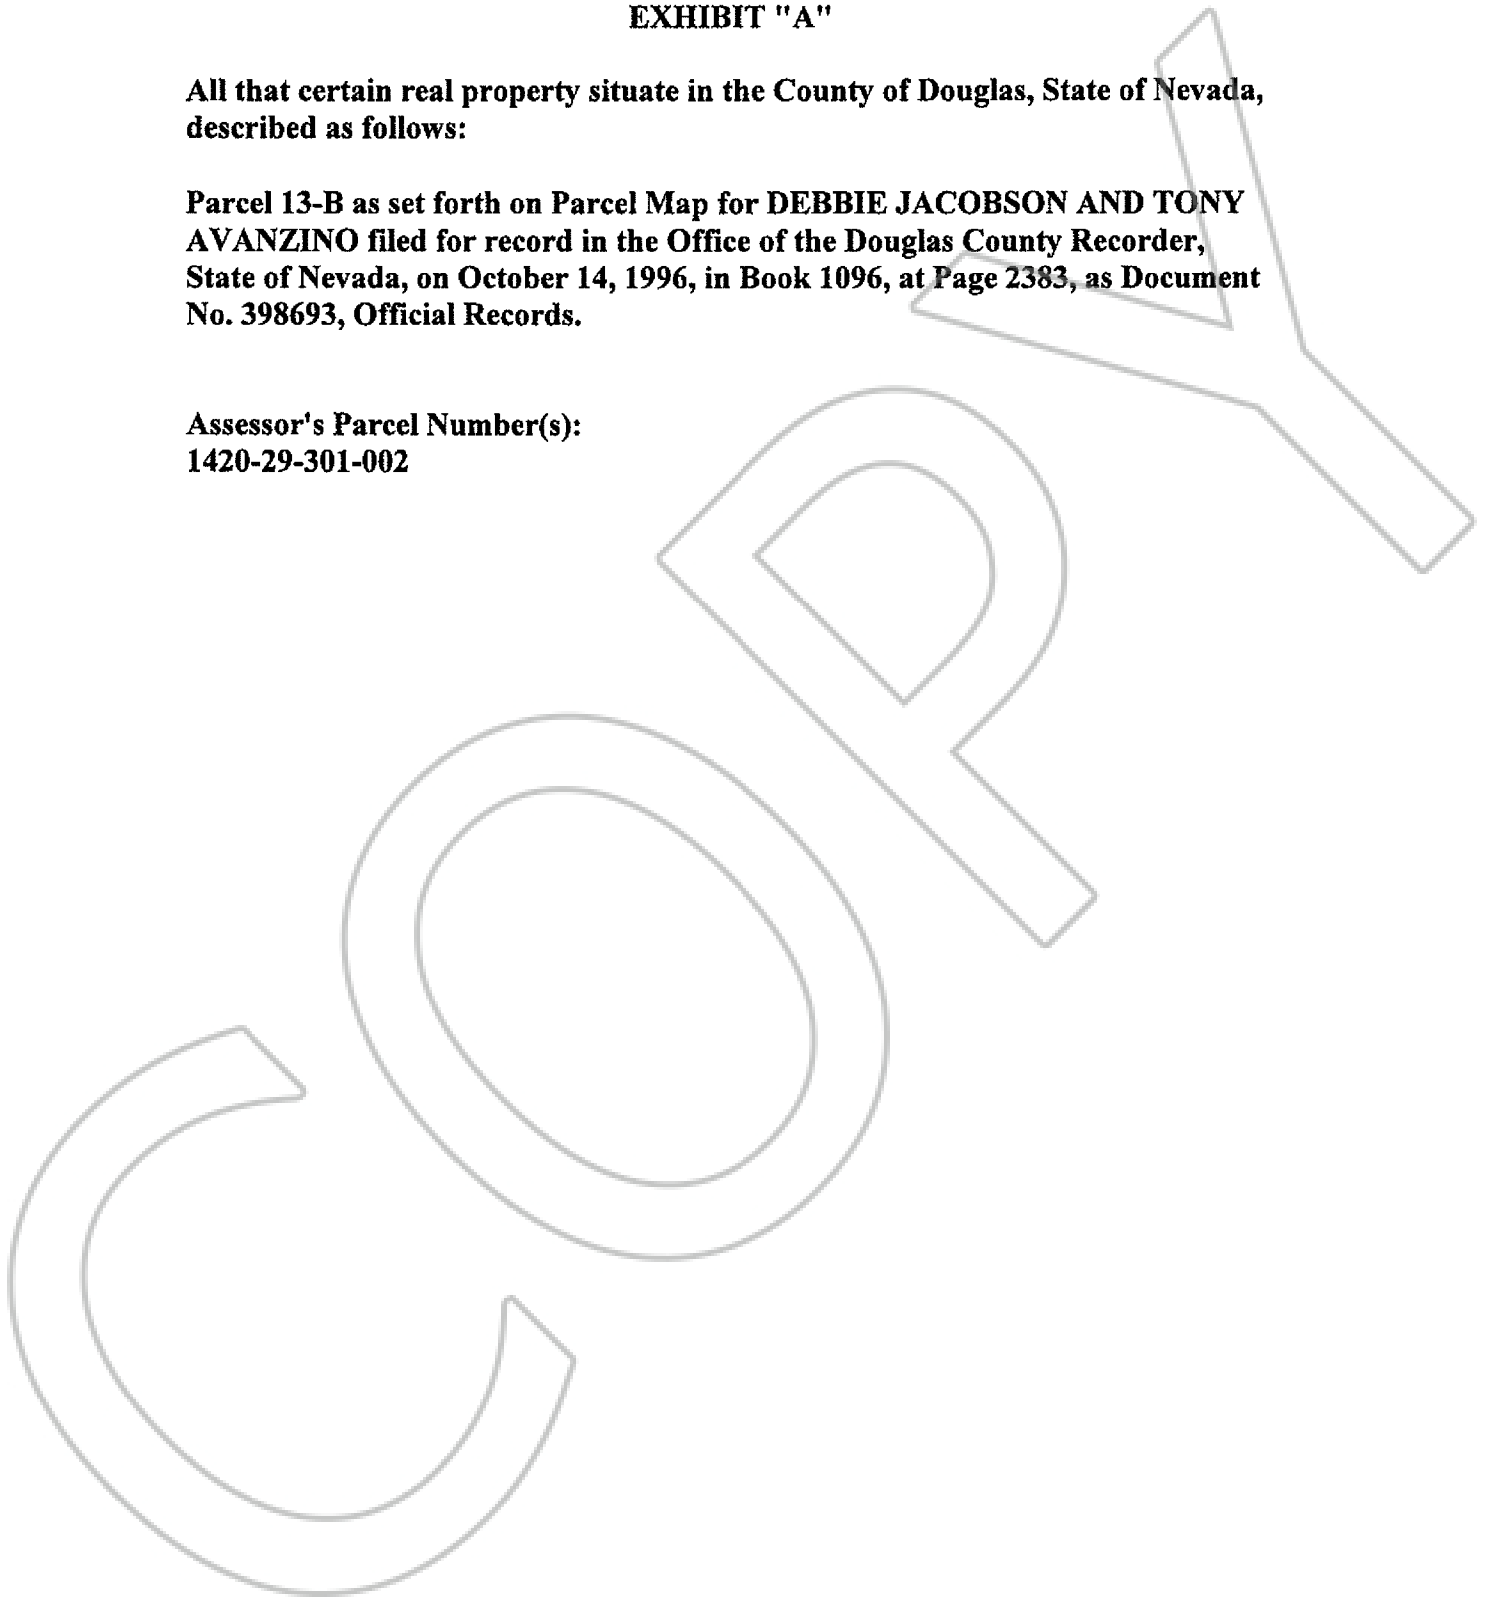 EXHIBIT "A"
All that certain real property situate in the County of Douglas, State of Nevada,
described as follows:
Parcel 13-B as set forth on Parcel Map for DEBBIE JACOBSON AND TONY
AVANZINO filed for record in the Office of the Douglas County Recorder,
State of Nevada, on October 14, 1996, in Book 1096, at Page 2383, as Document
No. 398693, Official Records.
Assessor's Parcel Number(s):
1420-29-301-002
COPY